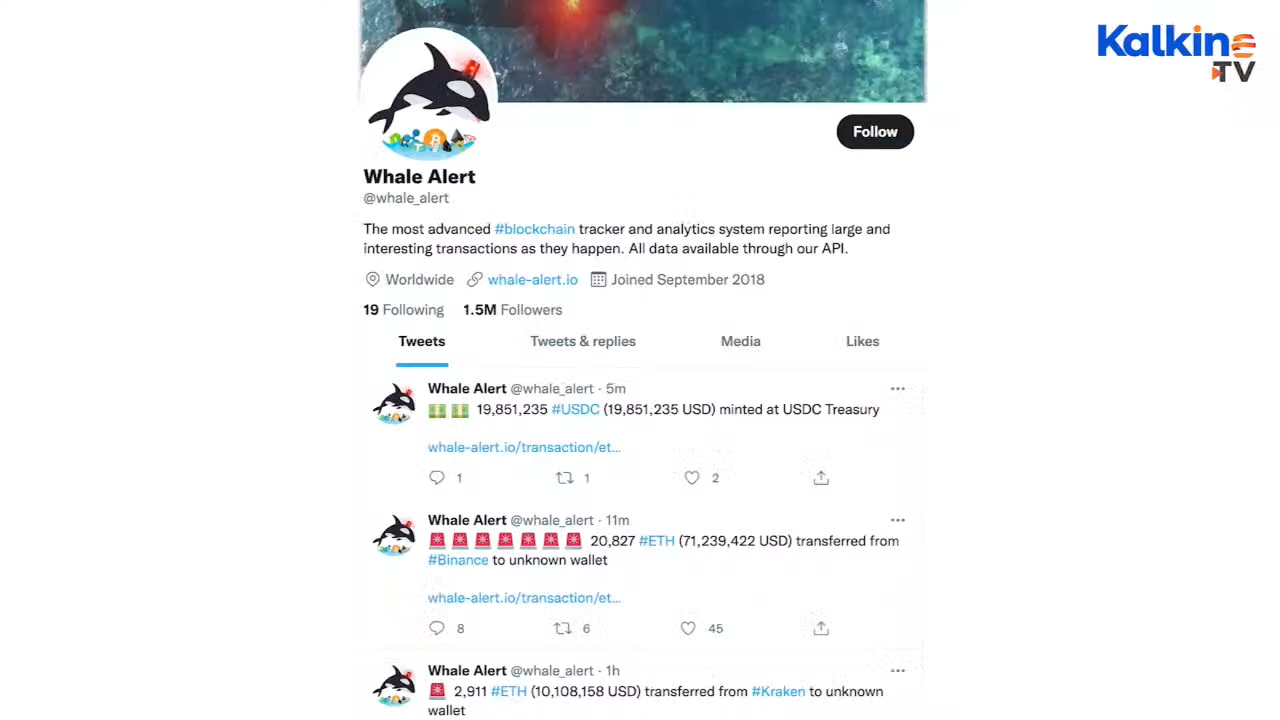 Kalkine
TV
Follow
Whale Alert
@whale_alert
The most advanced #blockchain tracker and analytics system reporting large and
interesting transactions as they happen. All data available through our API.
Worldwide whale-alert.io Joined September 2018
19 Following 1.5M Followers
Tweets Tweets & replies Media Likes
Whale Alert @whale_alert · 5m
19,851,235 #USDC (19,851,235 USD) minted at USDC Treasury
whale-alert.io/transaction/et...
1 1 2
Whale Alert @whale_alert · 11m
20,827 #ETH (71,239,422 USD) transferred from
#Binance to unknown wallet
whale-alert.io/transaction/et...
8 6 45
Whale Alert @whale_alert · 1h
2,911 #ETH (10,108,158 USD) transferred from #Kraken to unknown
wallet